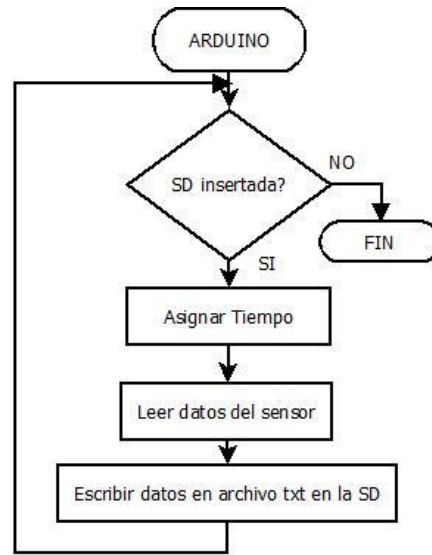 ARDUINO
SD insertada?
NO
FIN
SI
Asignar Tiempo
Leer datos del sensor
Escribir datos en archivo txt en la SD